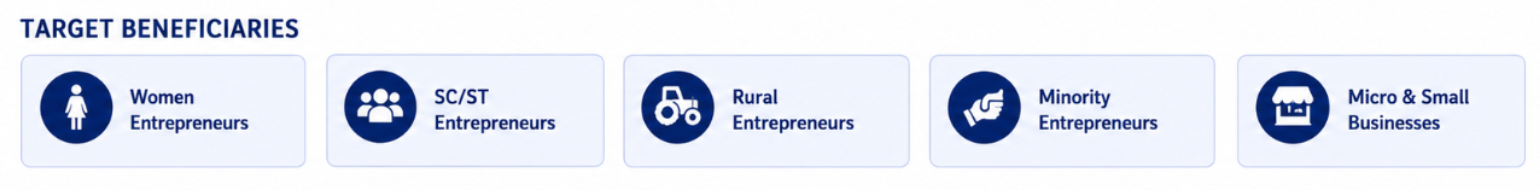 TARGET BENEFICIARIES
Women
Entrepreneurs
SC/ST
Entrepreneurs
Rural
Entrepreneurs
Minority
Entrepreneurs
Micro & Small
Businesses